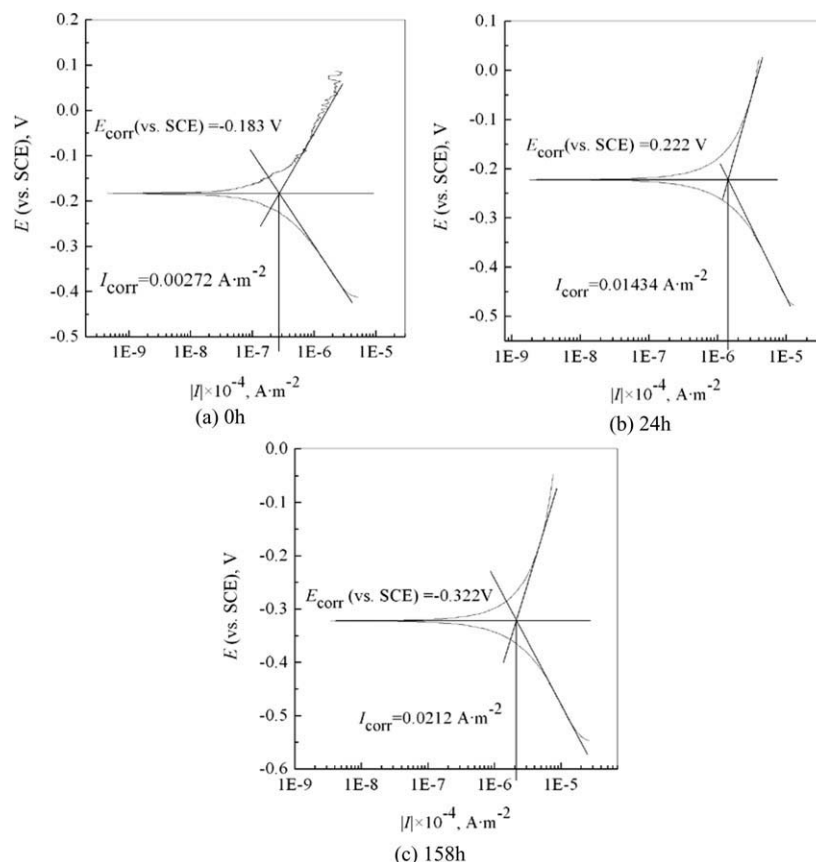 0.2
0.1
0.0
-0.1
-0.2
-0.3
-0.4
-0.5
E (vs. SCE), V
Ecorr(vs. SCE) =-0.183 V
Icorr=0.00272 A·m-2
1E-9 1E-8 1E-7 1E-6 1E-5
|I|×10-4, A·m-2
(a) 0h
0.1
0.0
-0.1
-0.2
-0.3
-0.4
-0.5
E (vs. SCE), V
Ecorr(vs. SCE) =0.222 V
Icorr=0.01434 A·m-2
1E-9 1E-8 1E-7 1E-6 1E-5
|I|×10-4, A·m-2
(b) 24h
0.0
-0.1
-0.2
-0.3
-0.4
-0.5
-0.6
E (vs. SCE), V
Ecorr (vs. SCE) =-0.322V
Icorr=0.0212 A·m-2
1E-9 1E-8 1E-7 1E-6 1E-5
|I|×10-4, A·m-2
(c) 158h